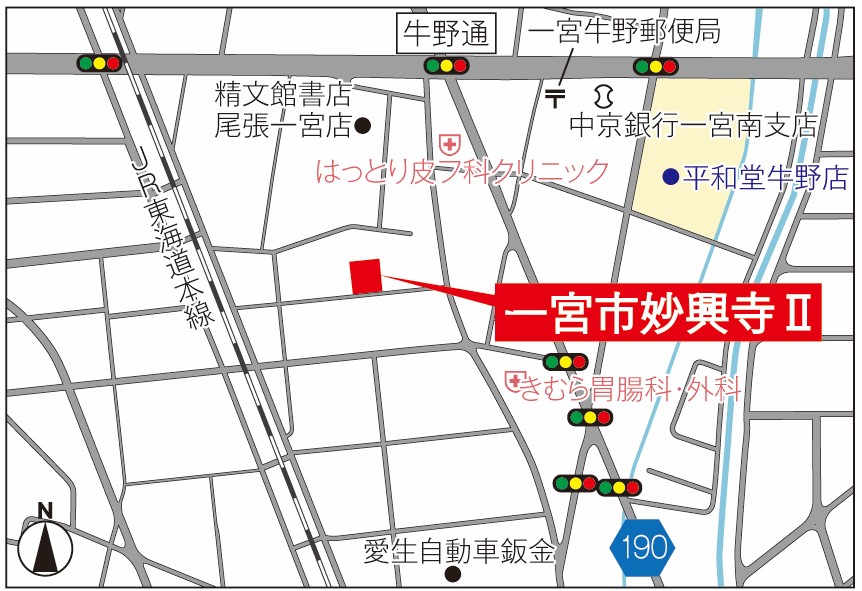 牛野通
一宮牛野郵便局
精文館書店
尾張一宮店
中京銀行一宮南支店
はっとり皮フ科クリニック
平和堂牛野店
JR東海道本線
一宮市妙興寺Ⅱ
きむら胃腸科・外科
N
愛生自動車鈑金
190